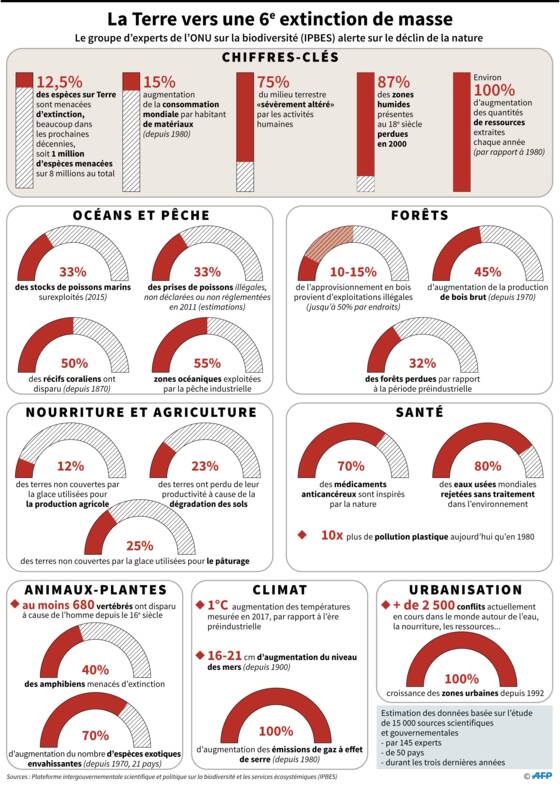 La Terre vers une 6e extinction de masse
Le groupe d'experts de l'ONU sur la biodiversité (IPBES) alerte sur le déclin de la nature
CHIFFRES-CLÉS
12,5%
des espèces sur Terre
sont menacées
d'extinction,
beaucoup dans
les prochaines
décennies,
soit 1 million
d'espèces menacées
sur 8 millions au total
15%
augmentation
de la consommation
mondiale par habitant
de matériaux
(depuis 1980)
75%
du milieu terrestre
«sévèrement altéré»
par les activités
humaines
87%
des zones
humides
présentes
au 18e siècle
perdues
en 2000
Environ
100%
d'augmentation
des quantités
de ressources
extraites
chaque année
(par rapport à 1980)
OCÉANS ET PÊCHE
33%
des stocks de poissons marins
surexploités (2015)
33%
des prises de poissons illégales,
non déclarées ou non réglementées
en 2011 (estimations)
50%
des récifs coraliens ont
disparu (depuis 1870)
55%
zones océaniques exploitées
par la pêche industrielle
FORÊTS
10-15%
de l'approvisionnement en bois
provient d'exploitations illégales
(jusqu'à 50% par endroits)
45%
d'augmentation de la production
de bois brut (depuis 1970)
32%
des forêts perdues par rapport
à la période préindustrielle
NOURRITURE ET AGRICULTURE
12%
des terres non couvertes par
la glace utilisées pour
la production agricole
23%
des terres ont perdu de leur
productivité à cause de la
dégradation des sols
25%
des terres non couvertes par la glace utilisées pour le pâturage
SANTÉ
70%
des médicaments
anticancéreux sont inspirés
par la nature
80%
des eaux usées mondiales
rejetées sans traitement
dans l'environnement
10x plus de pollution plastique aujourd'hui qu'en 1980
ANIMAUX-PLANTES
au moins 680 vertébrés ont disparu
à cause de l'homme depuis le 16e siècle
40%
des amphibiens menacés d'extinction
70%
d'augmentation du nombre d'espèces exotiques
envahissantes (depuis 1970, 21 pays)
CLIMAT
1°C augmentation des températures
mesurée en 2017, par rapport à l'ère
préindustrielle
16-21 cm d'augmentation du niveau
des mers (depuis 1900)
100%
d'augmentation des émissions de gaz à effet
de serre (depuis 1980)
URBANISATION
+ de 2 500 conflits actuellement
en cours dans le monde autour de l'eau,
la nourriture, les ressources...
100%
croissance des zones urbaines depuis 1992
Estimation des données basée sur l'étude
de 15 000 sources scientifiques
et gouvernementales
- par 145 experts
- de 50 pays
- durant les trois dernières années
Sources : Plateforme intergouvernementale scientifique et politique sur la biodiversité et les services écosystémiques (IPBES)
© AFP